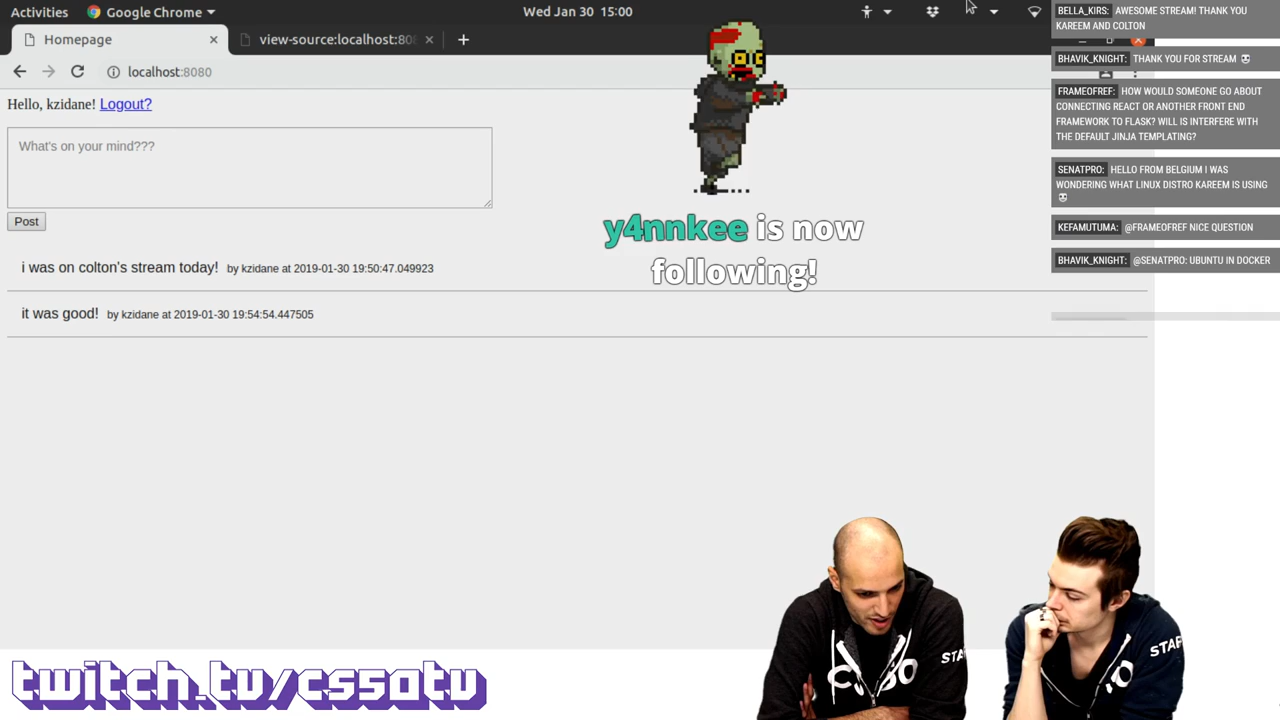 Activities Google Chrome Wed Jan 30 15:00
Homepage view-source:localhost:808
localhost:8080
Hello, kzidane! Logout?
What's on your mind???
Post
i was on colton's stream today! by kzidane at 2019-01-30 19:50:47.049923
it was good! by kzidane at 2019-01-30 19:54:54.447505
y4nnkee is now
following!
BELLA_KIRS: AWESOME STREAM! THANK YOU
KAREEM AND COLTON
BHAVIK_KNIGHT: THANK YOU FOR STREAM
FRAMEOFREF: HOW WOULD SOMEONE GO ABOUT
CONNECTING REACT OR ANOTHER FRONT END
FRAMEWORK TO FLASK? WILL IS INTERFERE WITH
THE DEFAULT JINJA TEMPLATING?
SENATPRO: HELLO FROM BELGIUM I WAS
WONDERING WHAT LINUX DISTRO KAREEM IS USING
KEFAMUTUMA: @FRAMEOFREF NICE QUESTION
BHAVIK_KNIGHT: @SENATPRO: UBUNTU IN DOCKER
twitch.tv/cs50tv